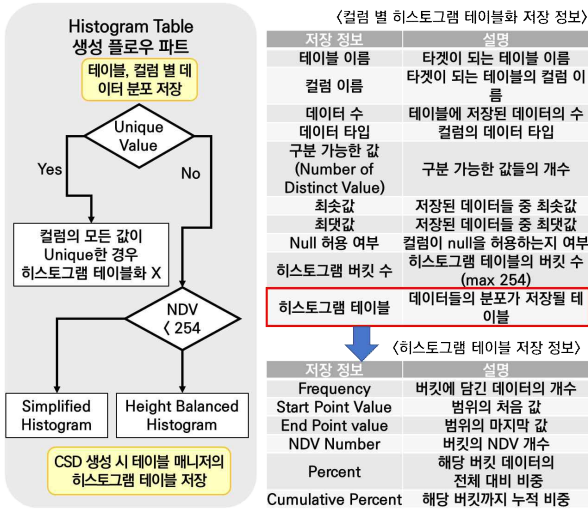 Histogram Table
생성 플로우 파트
테이블, 컬럼 별 데
이터 분포 저장
Unique
Value
Yes
No
컬럼의 모든 값이
Unique한 경우
히스토그램 테이블화 X
NDV
< 254
Simplified
Histogram
Height Balanced
Histogram
CSD 생성 시 테이블 매니저의
히스토그램 테이블 저장
<컬럼 별 히스토그램 테이블화 저장 정보>
저장 정보 설명
테이블 이름 타겟이 되는 테이블 이름
컬럼 이름 타겟이 되는 테이블의 컬럼 이
름
데이터 수 테이블에 저장된 데이터의 수
데이터 타입 컬럼의 데이터 타입
구분 가능한 값
(Number of
Distinct Value)
구분 가능한 값들의 개수
최솟값 저장된 데이터들 중 최솟값
최댓값 저장된 데이터들 중 최댓값
Null 허용 여부 컬럼이 null을 허용하는지 여부
히스토그램 버킷 수 히스토그램 테이블의 버킷 수
(max 254)
히스토그램 테이블 데이터들의 분포가 저장될 테
이블
<히스토그램 테이블 저장 정보>
저장 정보 설명
Frequency 버킷에 담긴 데이터의 개수
Start Point Value 범위의 처음 값
End Point value 범위의 마지막 값
NDV Number 버킷의 NDV 개수
Percent 해당 버킷 데이터의
전체 대비 비중
Cumulative Percent 해당 버킷까지 누적 비중